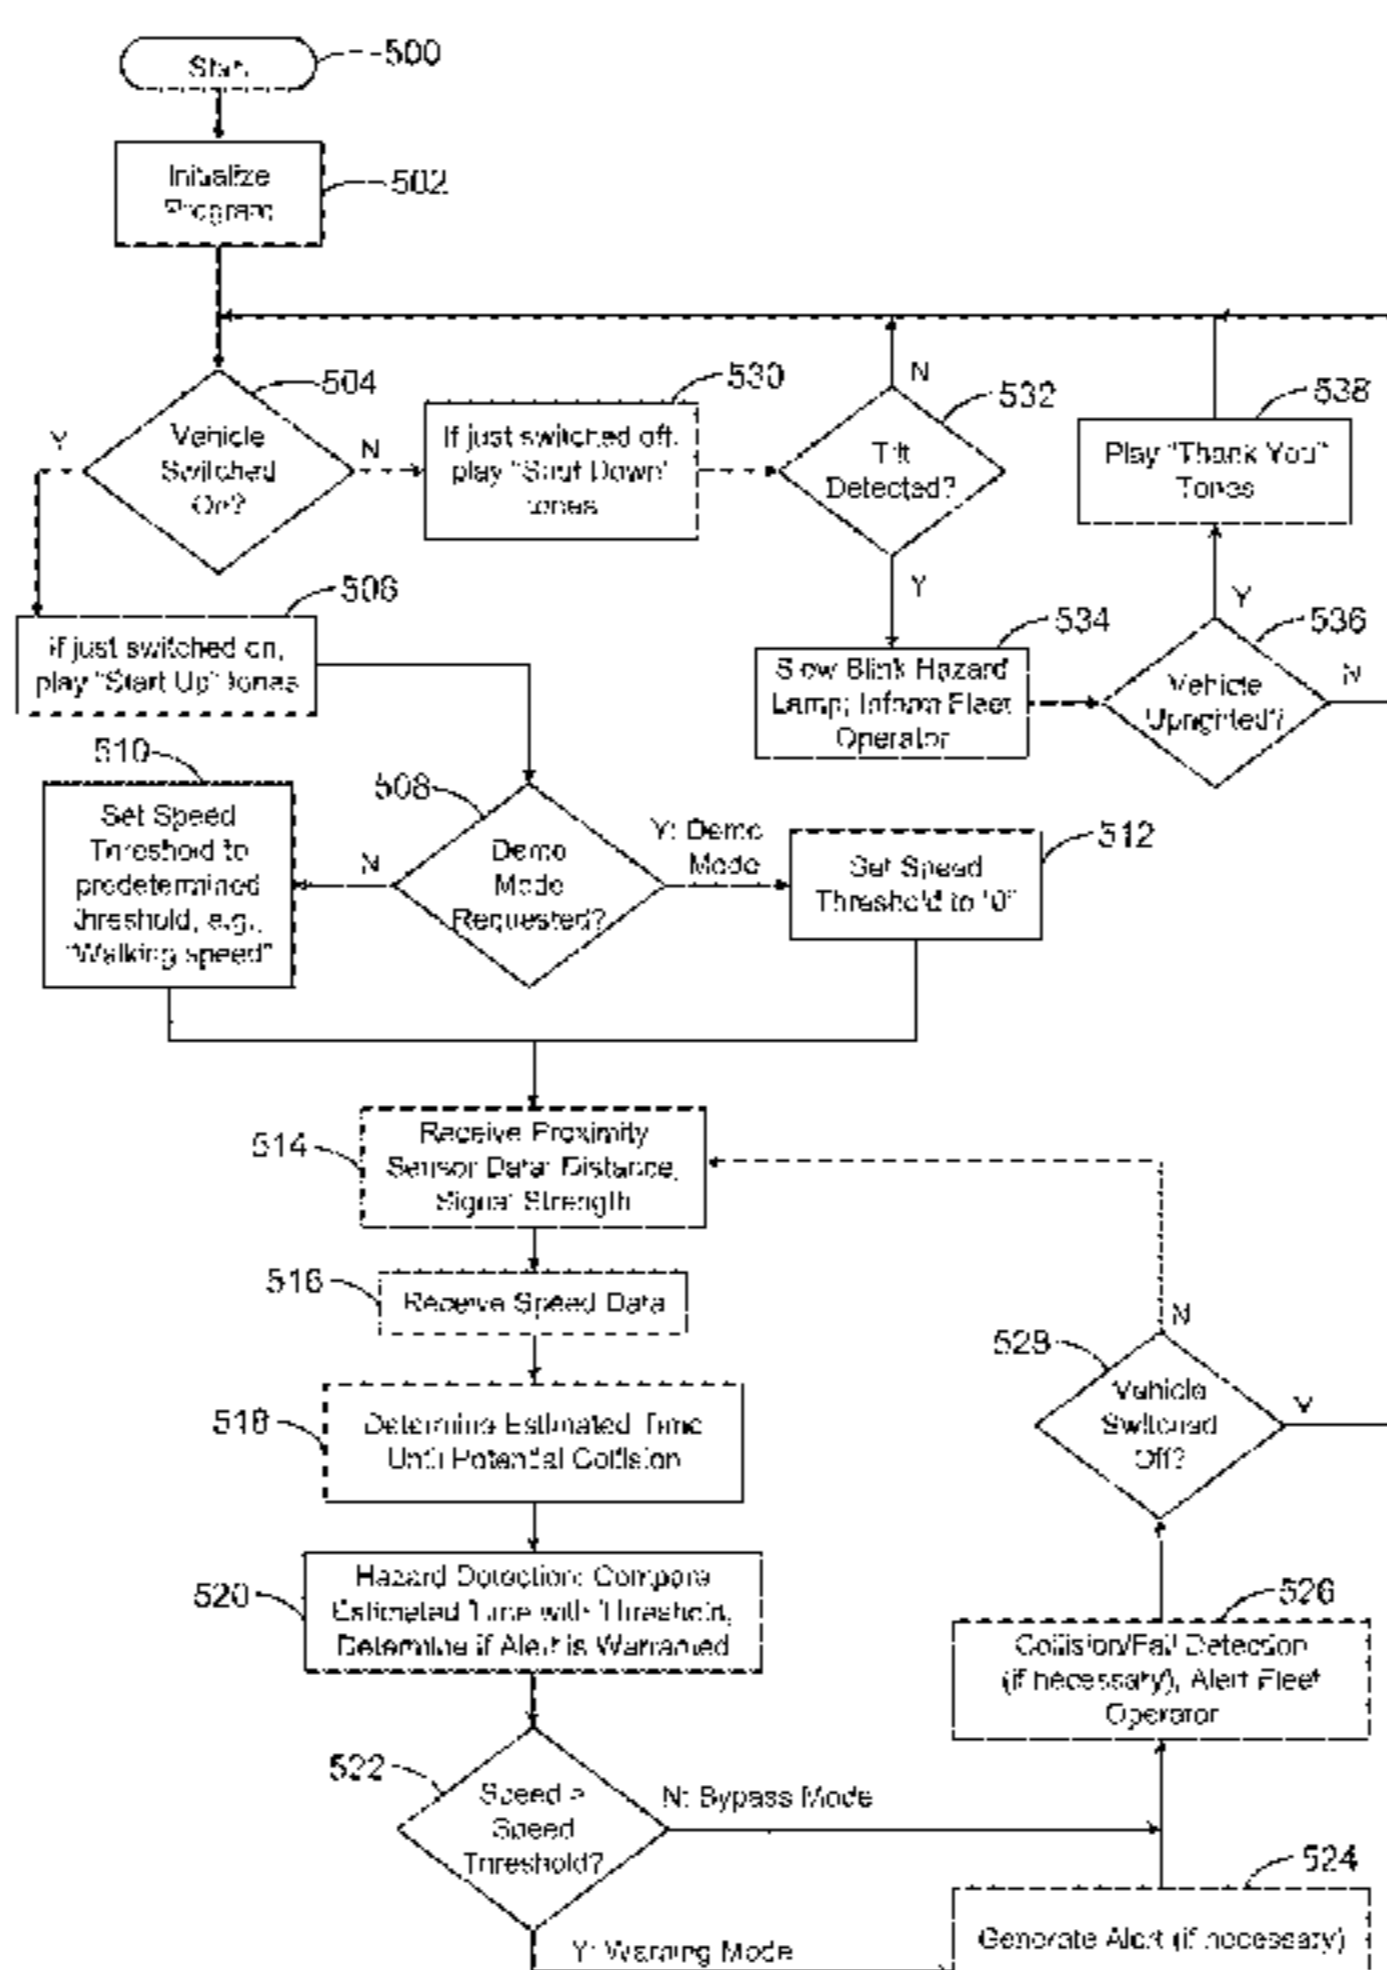 Start
500
Initialize
Program
502
504
Vehicle
Switched
On?
Y
N
530
If just switched off,
play "Shut Down"
tones
532
Tilt
Detected?
N
Y
538
Play "Thank You"
Tones
506
If just switched on,
play "Start Up" tones
534
Slow Blink Hazard
Lamp; Inform Fleet
Operator
536
Vehicle
Uprighted?
Y
N
510
Set Speed
Threshold to
predetermined
threshold, e.g.,
"Walking speed"
508
Demo
Mode
Requested?
N
Y: Demo
Mode
512
Set Speed
Threshold to "0"
514
Receive Proximity
Sensor Data: Distance,
Signal Strength
516
Receive Speed Data
518
Determine Estimated Time
Until Potential Collision
520
Hazard Detection: Compare
Estimated Time with Threshold,
Determine if Alert is Warranted
522
Speed >
Speed
Threshold?
N: Bypass Mode
Y: Warning Mode
524
Generate Alert (if necessary)
526
Collision/Fall Detection
(if necessary), Alert Fleet
Operator
528
Vehicle
Switched
Off?
N
Y